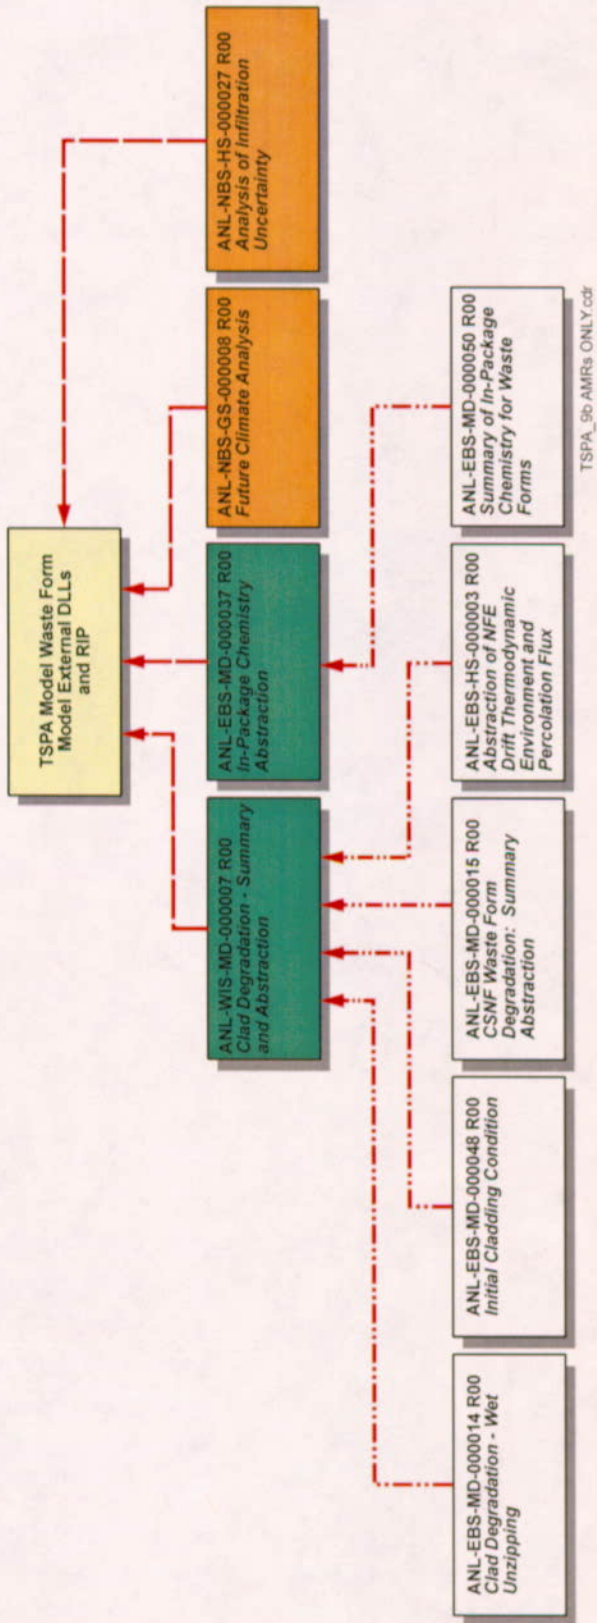 TSPA Model Waste Form
Model External DLLs
and RIP
ANL-WIS-MD-000007 R00
Clad Degradation - Summary
and Abstraction
ANL-EBS-MD-000037 R00
In-Package Chemistry
Abstraction
ANL-NBS-GS-000008 R00
Future Climate Analysis
ANL-NBS-HS-000027 R00
Analysis of Infiltration
Uncertainty
ANL-EBS-MD-000014 R00
Clad Degradation - Wet
Unzipping
ANL-EBS-MD-000048 R00
Initial Cladding Condition
ANL-EBS-MD-000015 R00
CSNF Waste Form
Degradation: Summary
Abstraction
ANL-EBS-HS-000003 R00
Abstraction of NFE
Drift Thermodynamic
Environment and
Percolation Flux
ANL-EBS-MD-000050 R00
Summary of In-Package
Chemistry for Waste
Forms
TSPA_9b AMRs ONLY.cdr